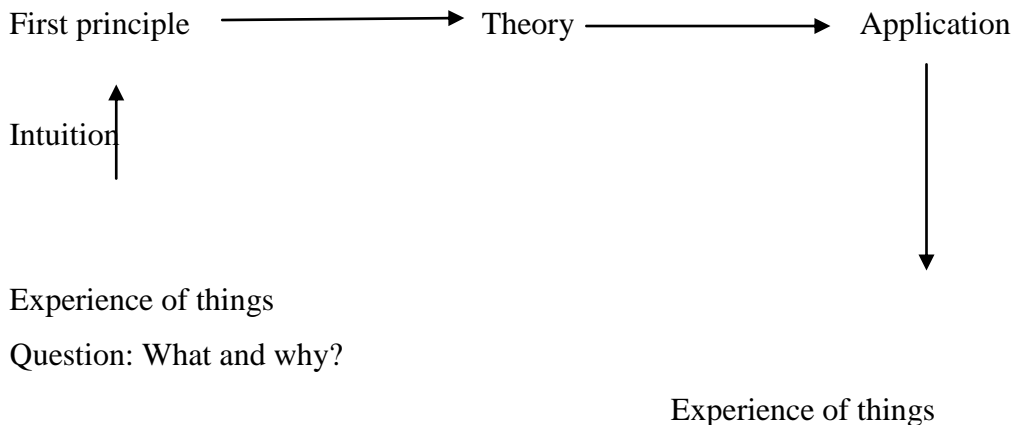 First principle Theory Application
Intuition
Experience of things
Question: What and why?
Experience of things